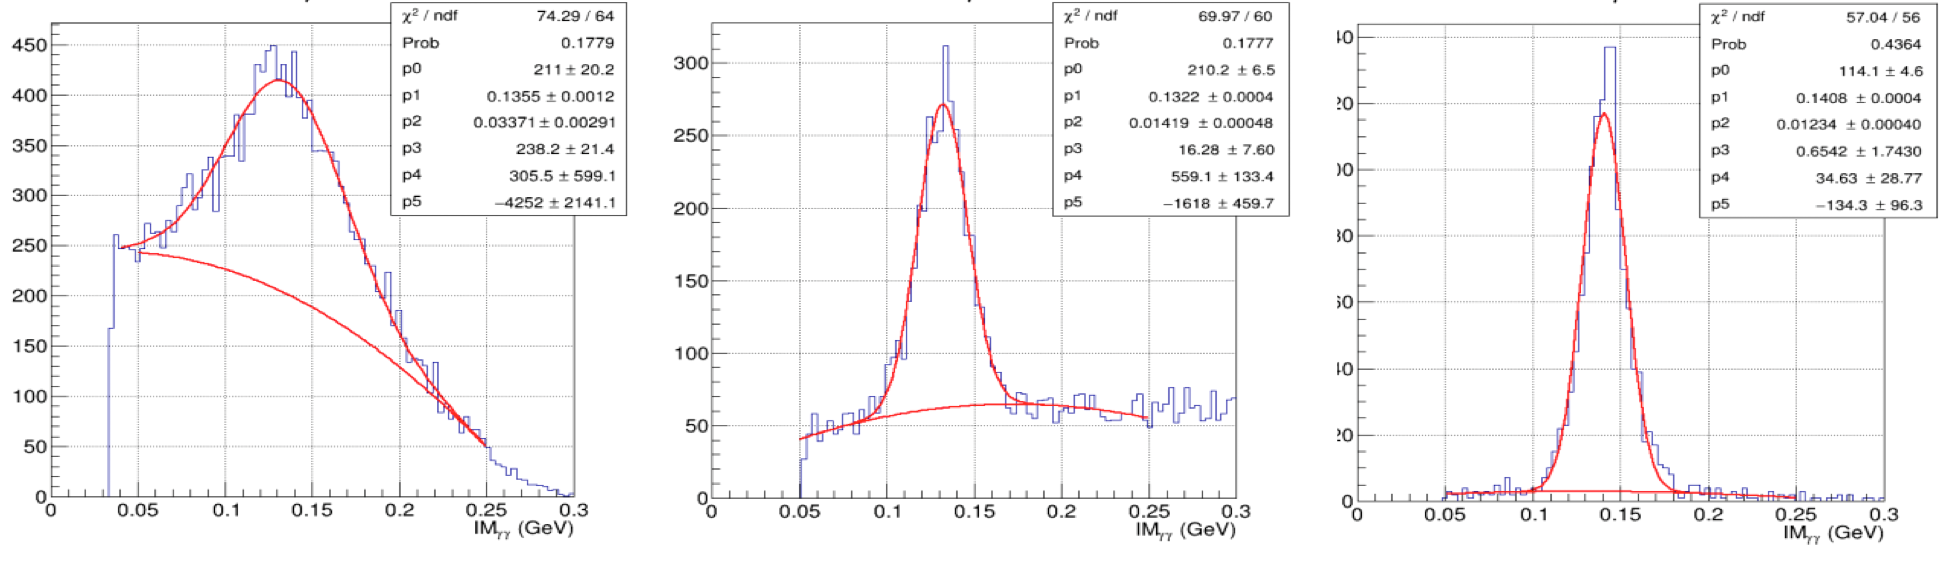 χ² / ndf 74.29 / 64
Prob 0.1779
p0 211 ± 20.2
p1 0.1355 ± 0.0012
p2 0.03371 ± 0.00291
p3 238.2 ± 21.4
p4 305.5 ± 599.1
p5 −4252 ± 2141.1
450
400
350
300
250
200
150
100
50
0
0 0.05 0.1 0.15 0.2 0.25 0.3
IMγγ (GeV)
χ² / ndf 69.97 / 60
Prob 0.1777
p0 210.2 ± 6.5
p1 0.1322 ± 0.0004
p2 0.01419 ± 0.00048
p3 16.28 ± 7.60
p4 559.1 ± 133.4
p5 −1618 ± 459.7
300
250
200
150
100
50
0
0 0.05 0.1 0.15 0.2 0.25 0.3
IMγγ (GeV)
χ² / ndf 57.04 / 56
Prob 0.4364
p0 114.1 ± 4.6
p1 0.1408 ± 0.0004
p2 0.01234 ± 0.00040
p3 0.6542 ± 1.7430
p4 34.63 ± 28.77
p5 −134.3 ± 96.3
40
20
00
80
60
40
20
0
0 0.05 0.1 0.15 0.2 0.25 0.3
IMγγ (GeV)